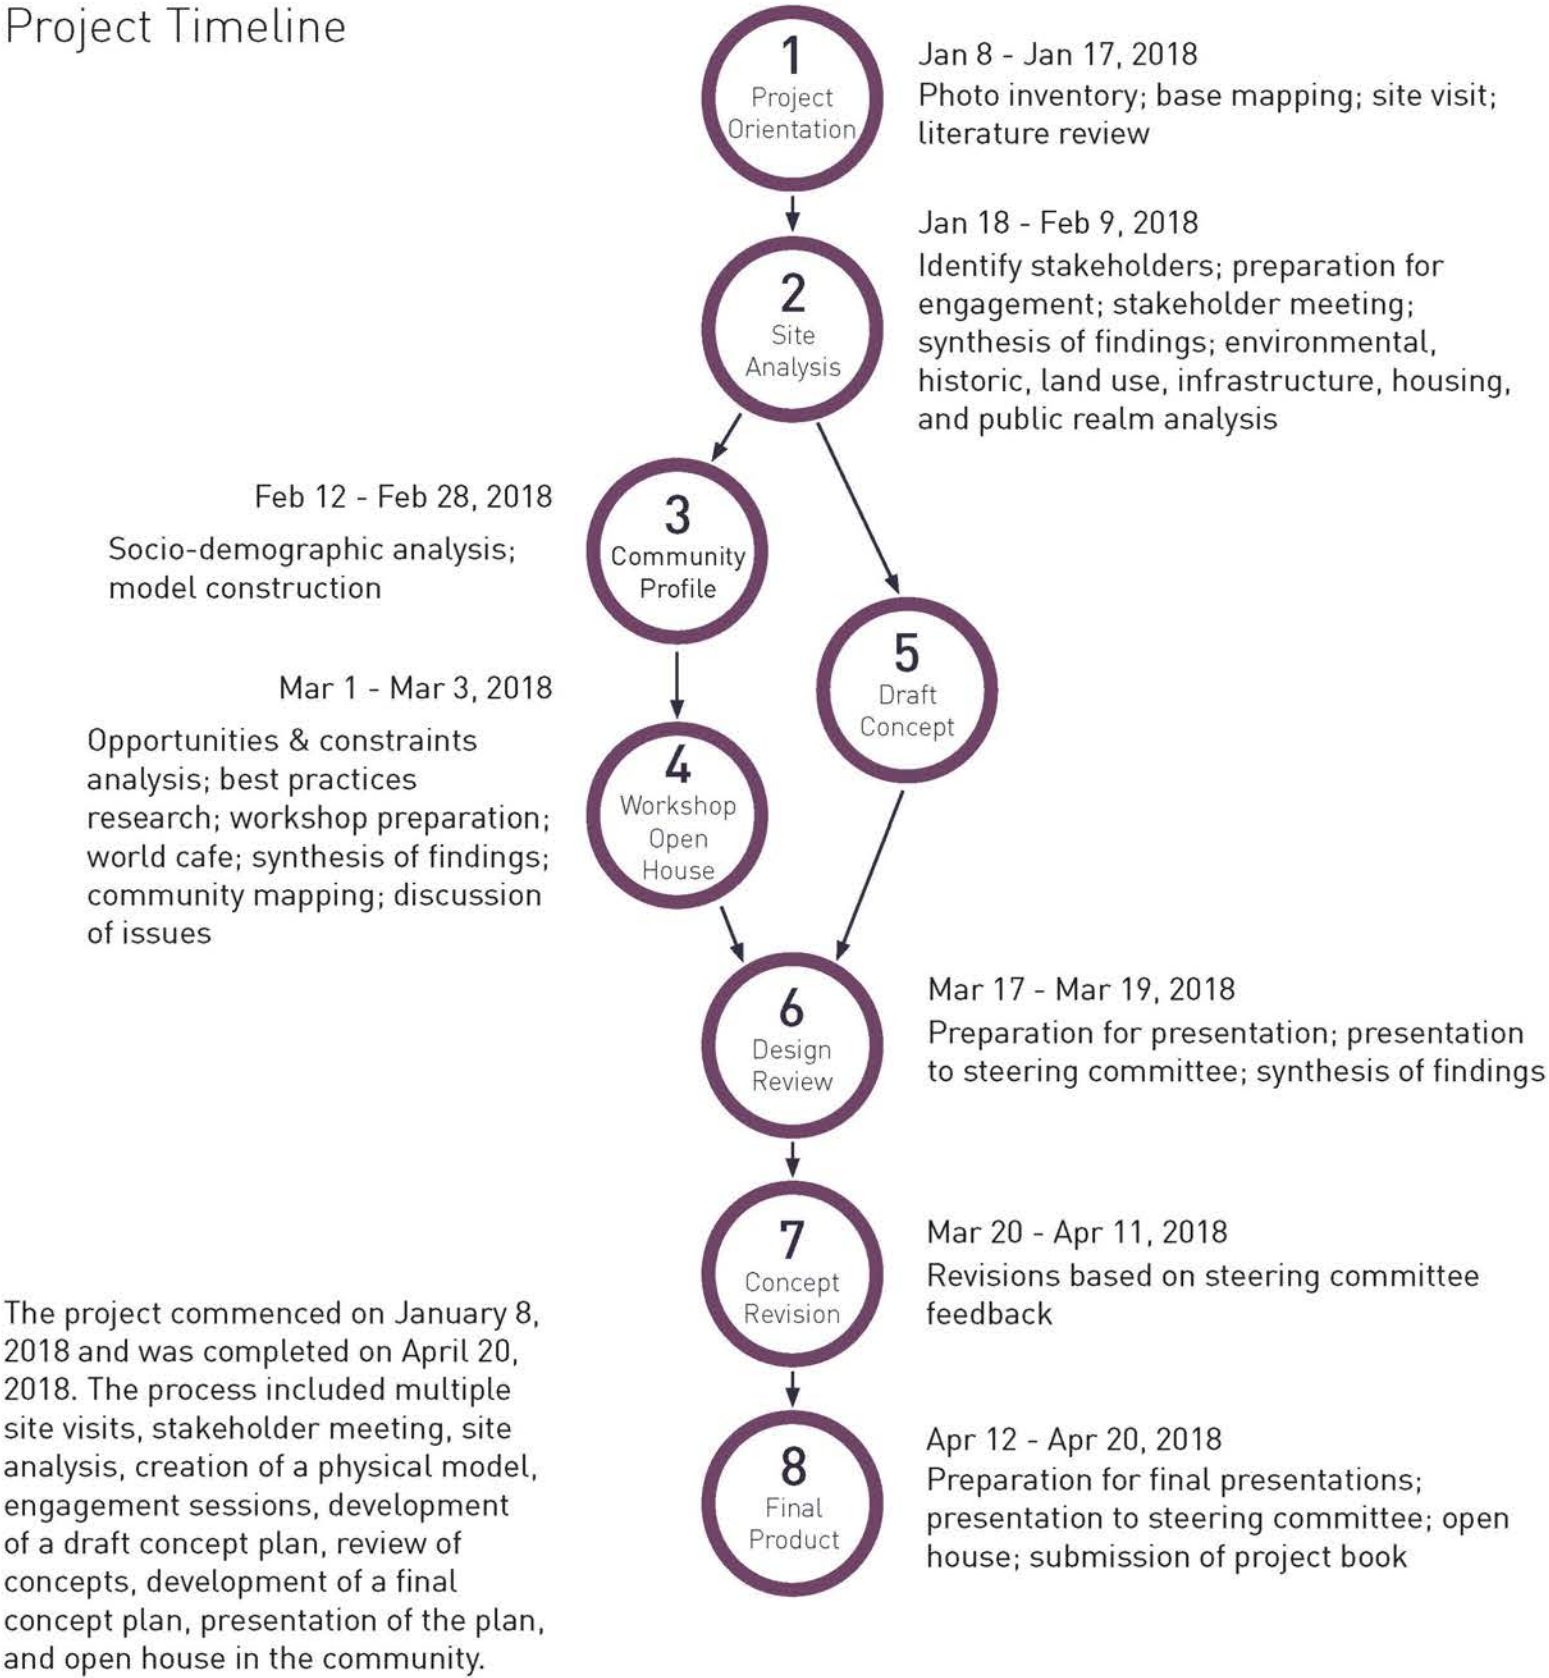 Project Timeline
1
Project
Orientation
Jan 8 - Jan 17, 2018
Photo inventory; base mapping; site visit;
literature review
2
Site
Analysis
Jan 18 - Feb 9, 2018
Identify stakeholders; preparation for
engagement; stakeholder meeting;
synthesis of findings; environmental,
historic, land use, infrastructure, housing,
and public realm analysis
Feb 12 - Feb 28, 2018
Socio-demographic analysis;
model construction
3
Community
Profile
5
Draft
Concept
Mar 1 - Mar 3, 2018
Opportunities & constraints
analysis; best practices
research; workshop preparation;
world cafe; synthesis of findings;
community mapping; discussion
of issues
4
Workshop
Open
House
6
Design
Review
Mar 17 - Mar 19, 2018
Preparation for presentation; presentation
to steering committee; synthesis of findings
7
Concept
Revision
Mar 20 - Apr 11, 2018
Revisions based on steering committee
feedback
8
Final
Product
Apr 12 - Apr 20, 2018
Preparation for final presentations;
presentation to steering committee; open
house; submission of project book
The project commenced on January 8,
2018 and was completed on April 20,
2018. The process included multiple
site visits, stakeholder meeting, site
analysis, creation of a physical model,
engagement sessions, development
of a draft concept plan, review of
concepts, development of a final
concept plan, presentation of the plan,
and open house in the community.